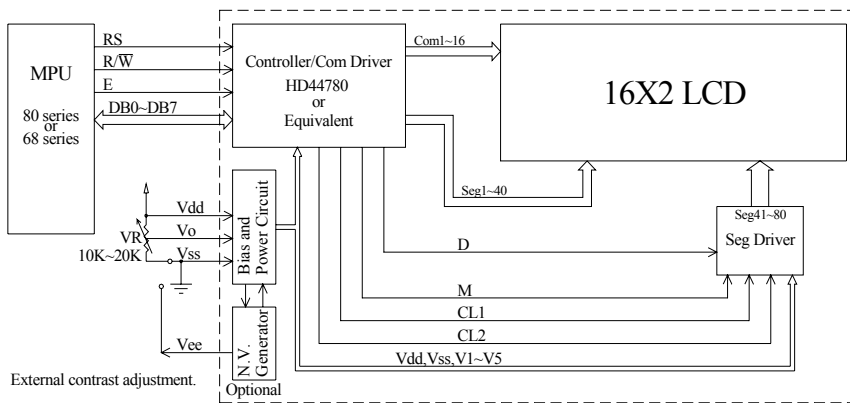 RS
R/W̅
E
DB0~DB7
MPU
80 series
or
68 series
Controller/Com Driver
HD44780
or
Equivalent
Com1~16
16X2 LCD
Seg1~40
Seg41~80
Seg Driver
Vdd
Vo
VR
10K~20K
Vss
Bias and
Power Circuit
D
M
CL1
CL2
Vdd,Vss,V1~V5
Vee
N.V.
Generator
Optional
External contrast adjustment.